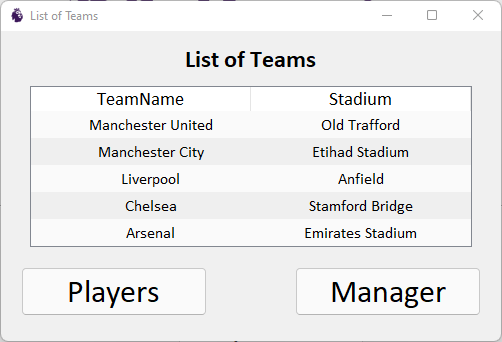 List of Teams
List of Teams
TeamName Stadium
Manchester United Old Trafford
Manchester City Etihad Stadium
Liverpool Anfield
Chelsea Stamford Bridge
Arsenal Emirates Stadium
Players Manager